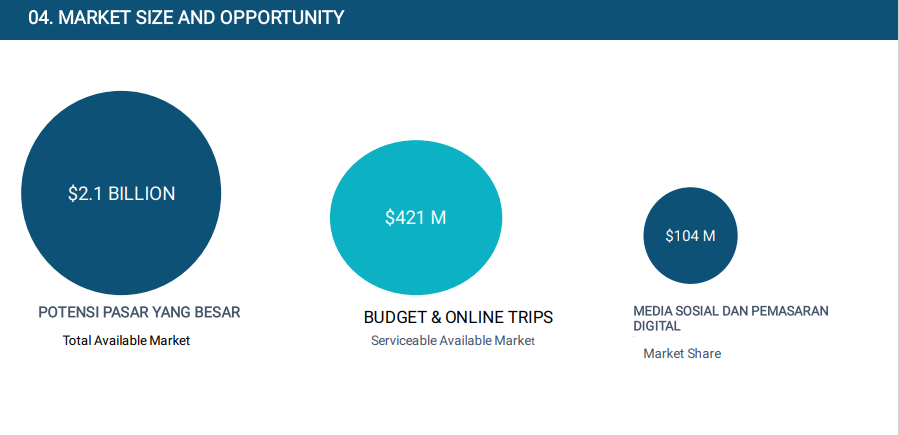 04. MARKET SIZE AND OPPORTUNITY
$2.1 BILLION
$421 M
$104 M
POTENSI PASAR YANG BESAR
Total Available Market
BUDGET & ONLINE TRIPS
Serviceable Available Market
MEDIA SOSIAL DAN PEMASARAN
DIGITAL
Market Share